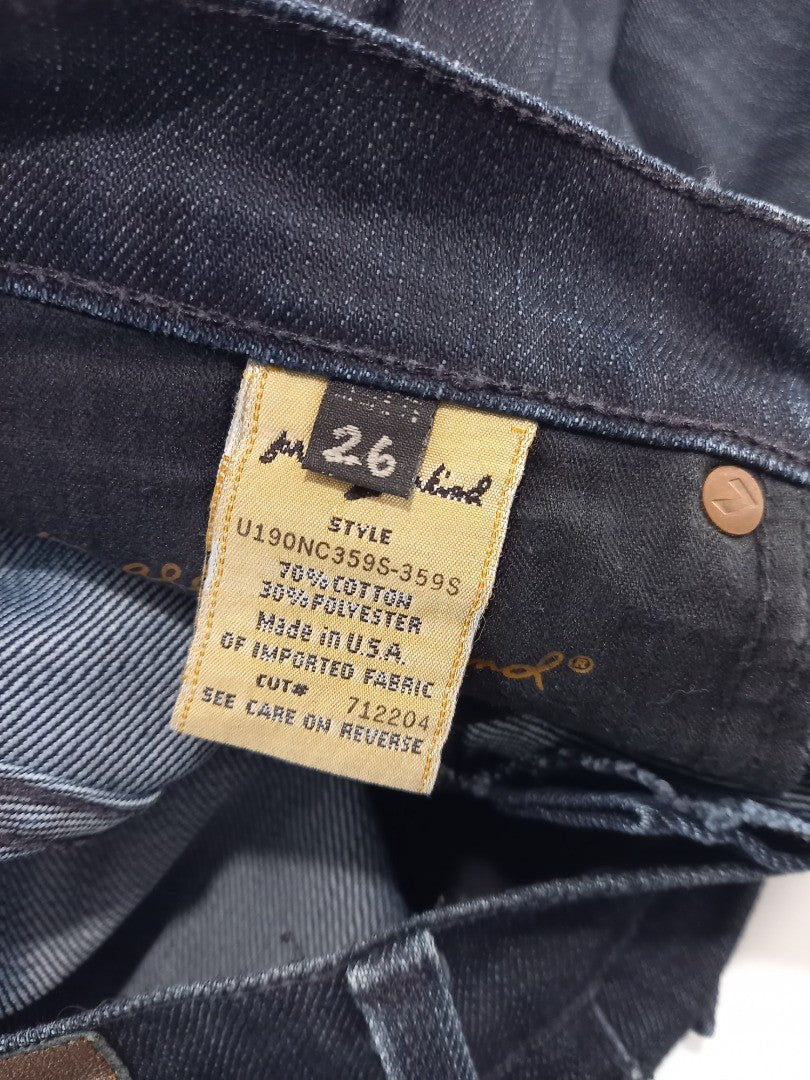 26
STYLE
U190NC359S-359S
70% COTTON
30% POLYESTER
Made in U.S.A.
OF IMPORTED FABRIC
CUT# 712204
SEE CARE ON REVERSE